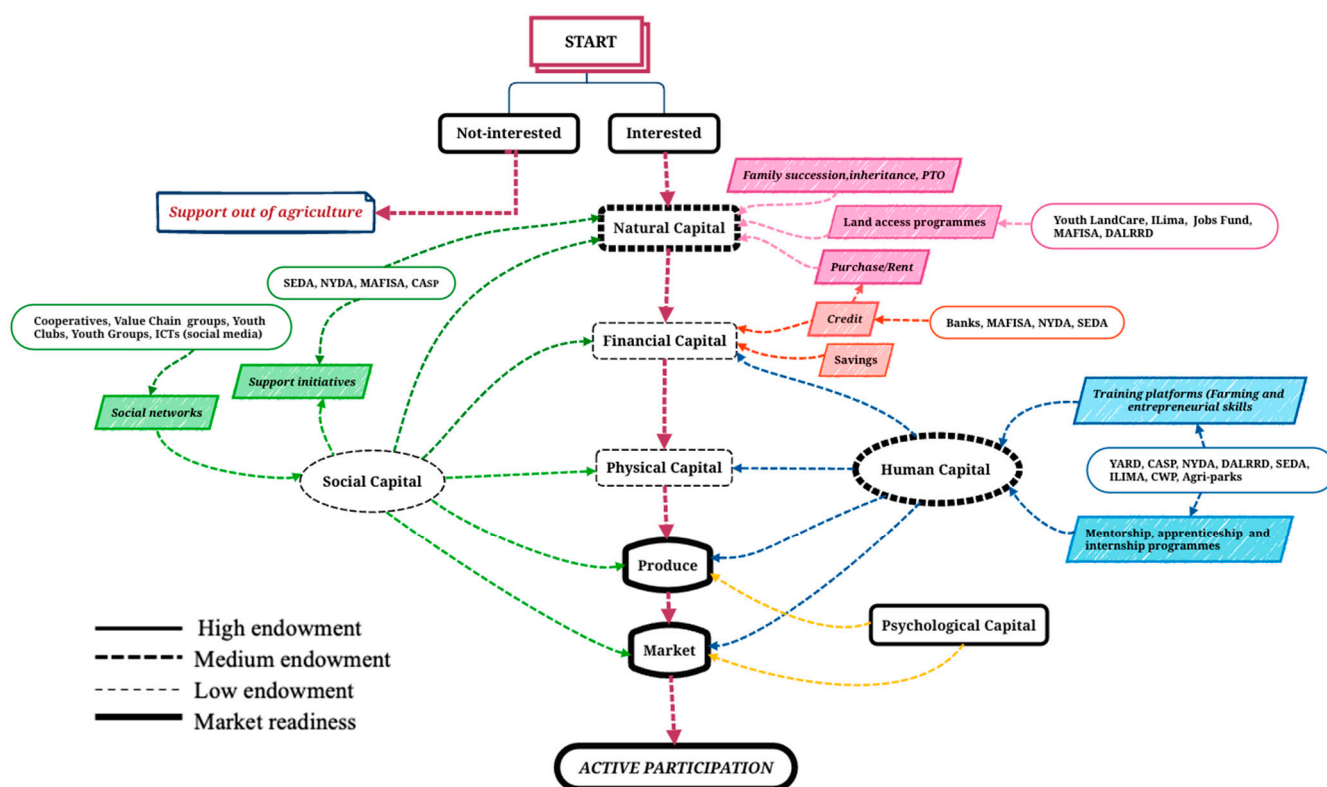 START
Not-interested
Interested
Family succession,inheritance, PTO
Support out of agriculture
Natural Capital
Land access programmes
Youth LandCare, ILima, Jobs Fund,
MAFISA, DALRRD
Purchase/Rent
SEDA, NYDA, MAFISA, CASP
Cooperatives, Value Chain groups, Youth
Clubs, Youth Groups, ICTs (social media)
Financial Capital
Credit
Banks, MAFISA, NYDA, SEDA
Savings
Support initiatives
Social networks
Training platforms (Farming and
entrepreneurial skills
Social Capital
Physical Capital
Human Capital
YARD, CASP, NYDA, DALRRD, SEDA,
ILIMA, CWP, Agri-parks
Mentorship, apprenticeship and
internship programmes
Produce
Psychological Capital
Market
High endowment
Medium endowment
Low endowment
Market readiness
ACTIVE PARTICIPATION